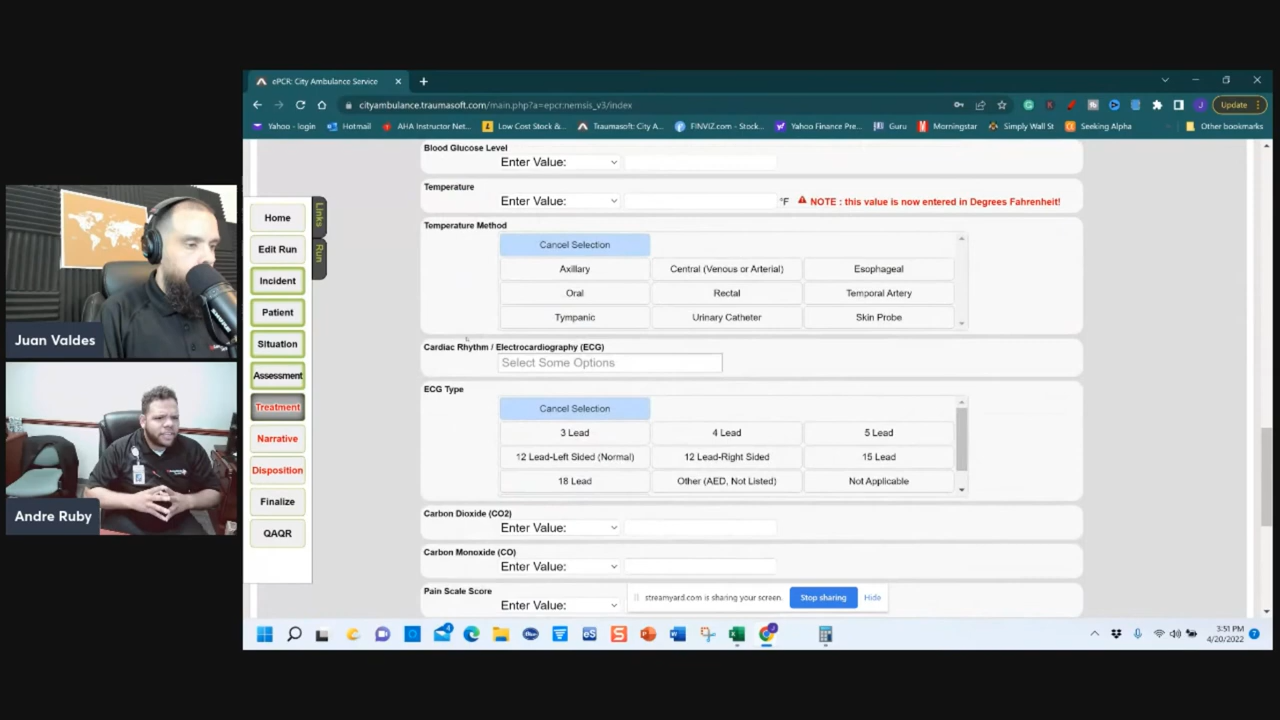 ePCR: City Ambulance Service
cityambulance.traumasoft.com/main.php?a=epcr:nemsis_v3/index
Update
Yahoo - login
Hotmail
AHA Instructor Net...
Low Cost Stock &...
Traumasoft: City A...
FINVIZ.com - Stock...
Yahoo Finance Pre...
Guru
Morningstar
Simply Wall St
Seeking Alpha
Other bookmarks
Juan Valdes
Andre Ruby
Links
Run
Home
Edit Run
Incident
Patient
Situation
Assessment
Treatment
Narrative
Disposition
Finalize
QAQR
Blood Glucose Level
Enter Value:
Temperature
Enter Value:
°F
NOTE : this value is now entered in Degrees Fahrenheit!
Temperature Method
Cancel Selection
Axillary
Central (Venous or Arterial)
Esophageal
Oral
Rectal
Temporal Artery
Tympanic
Urinary Catheter
Skin Probe
Cardiac Rhythm / Electrocardiography (ECG)
Select Some Options
ECG Type
Cancel Selection
3 Lead
4 Lead
5 Lead
12 Lead-Left Sided (Normal)
12 Lead-Right Sided
15 Lead
18 Lead
Other (AED, Not Listed)
Not Applicable
Carbon Dioxide (CO2)
Enter Value:
Carbon Monoxide (CO)
Enter Value:
Pain Scale Score
Enter Value:
streamyard.com is sharing your screen.
Stop sharing
Hide
3:51 PM
4/20/2022